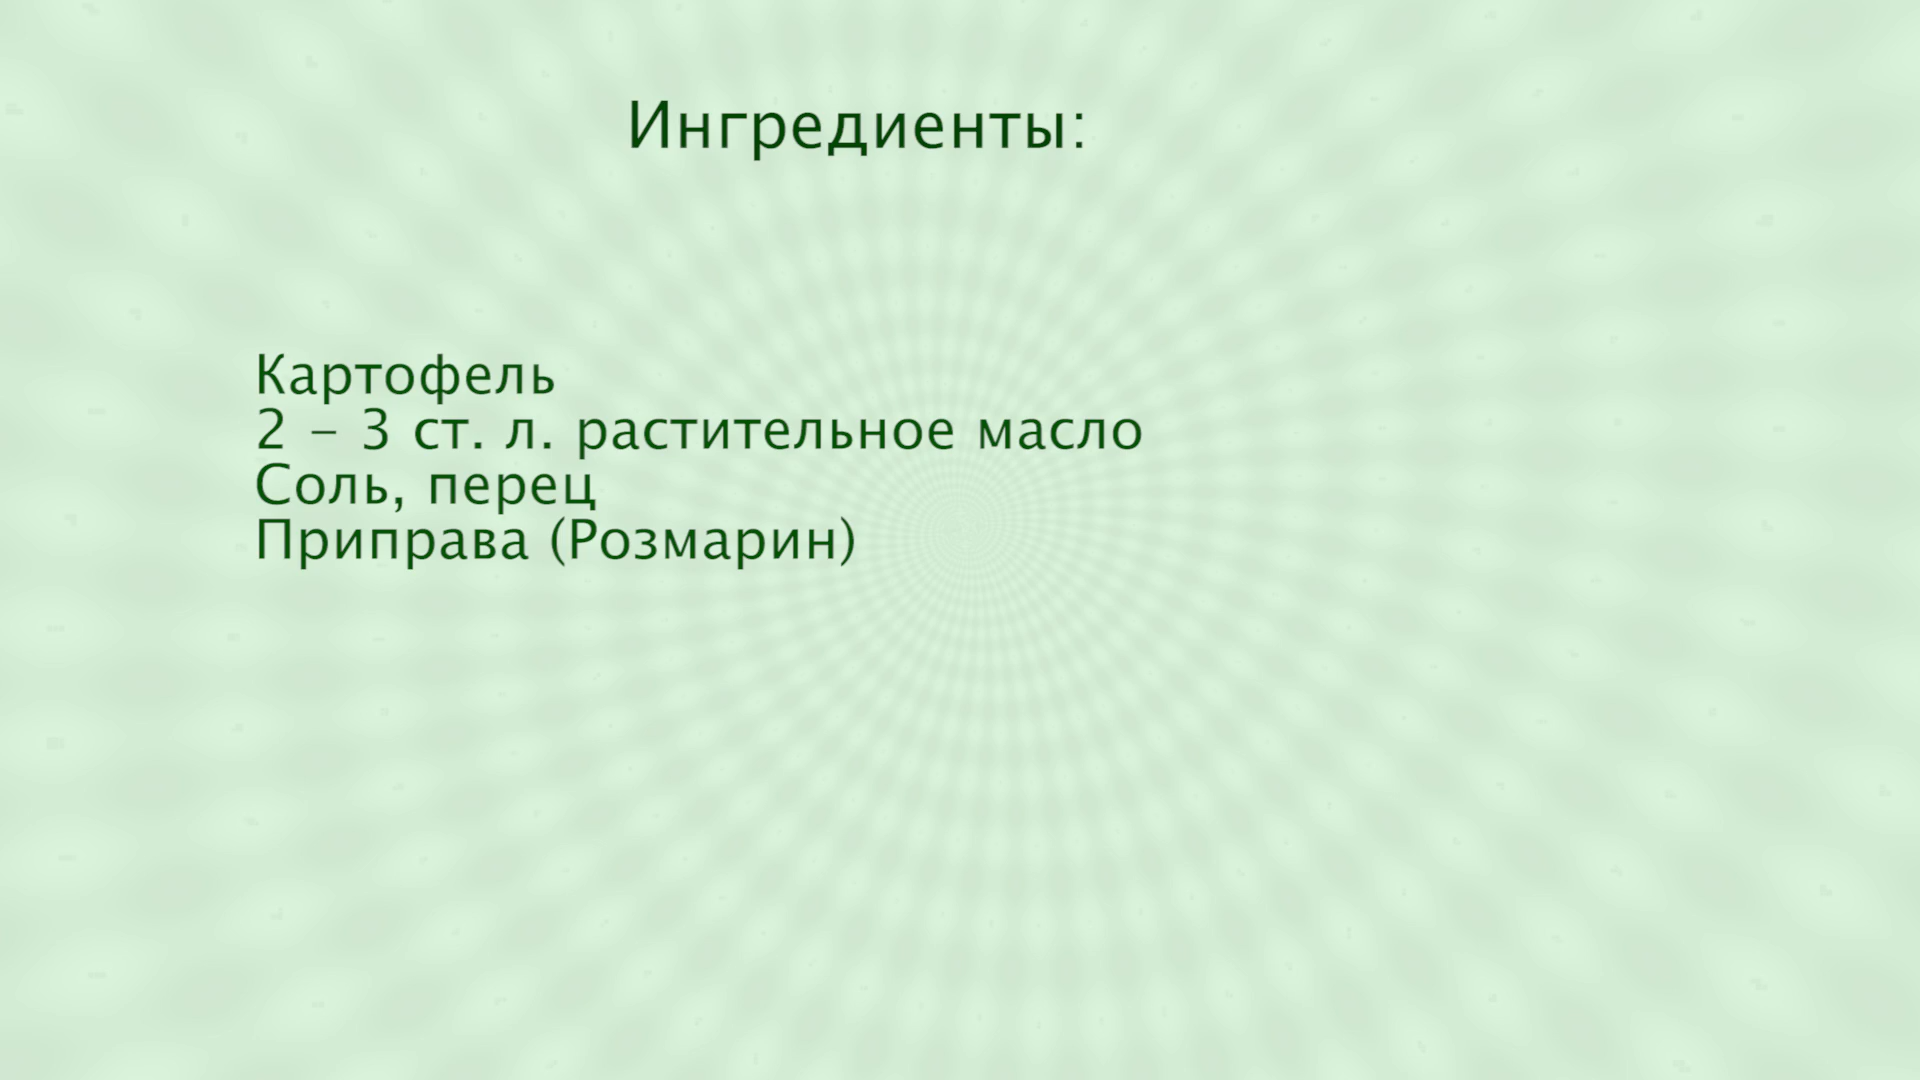 Ингредиенты:
Картофель
2 - 3 ст. л. растительное масло
Соль, перец
Приправа (Розмарин)